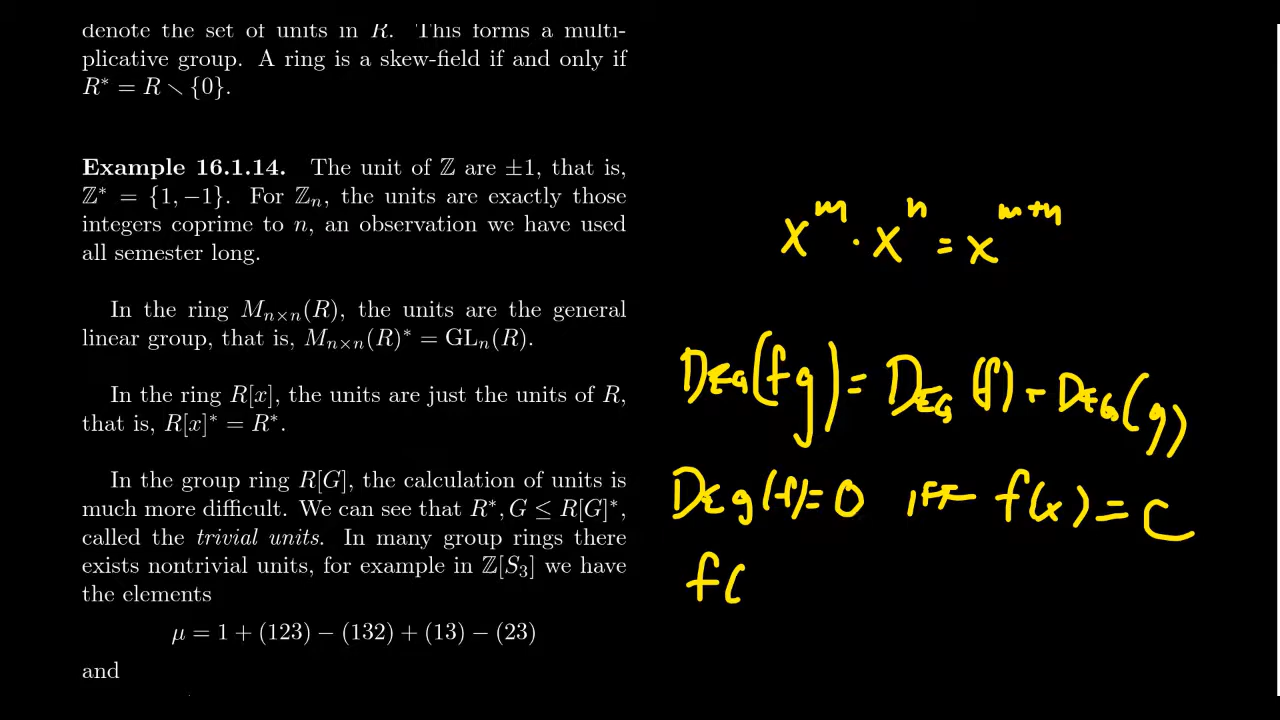 denote the set of units in R. This forms a multi-
plicative group. A ring is a skew-field if and only if
R* = R ∖ {0}.
Example 16.1.14. The unit of ℤ are ±1, that is,
ℤ* = {1, −1}. For ℤₙ, the units are exactly those
integers coprime to n, an observation we have used
all semester long.
In the ring Mₙ×ₙ(R), the units are the general
linear group, that is, Mₙ×ₙ(R)* = GLₙ(R).
In the ring R[x], the units are just the units of R,
that is, R[x]* = R*.
In the group ring R[G], the calculation of units is
much more difficult. We can see that R*, G ≤ R[G]*,
called the trivial units. In many group rings there
exists nontrivial units, for example in ℤ[S₃] we have
the elements
μ = 1 + (123) − (132) + (13) − (23)
and
x^m · x^n = x^{m+n}
DEG(fg) = DEG(f) + DEG(g)
DEg(f) = 0 IFF f(x) = C
f(